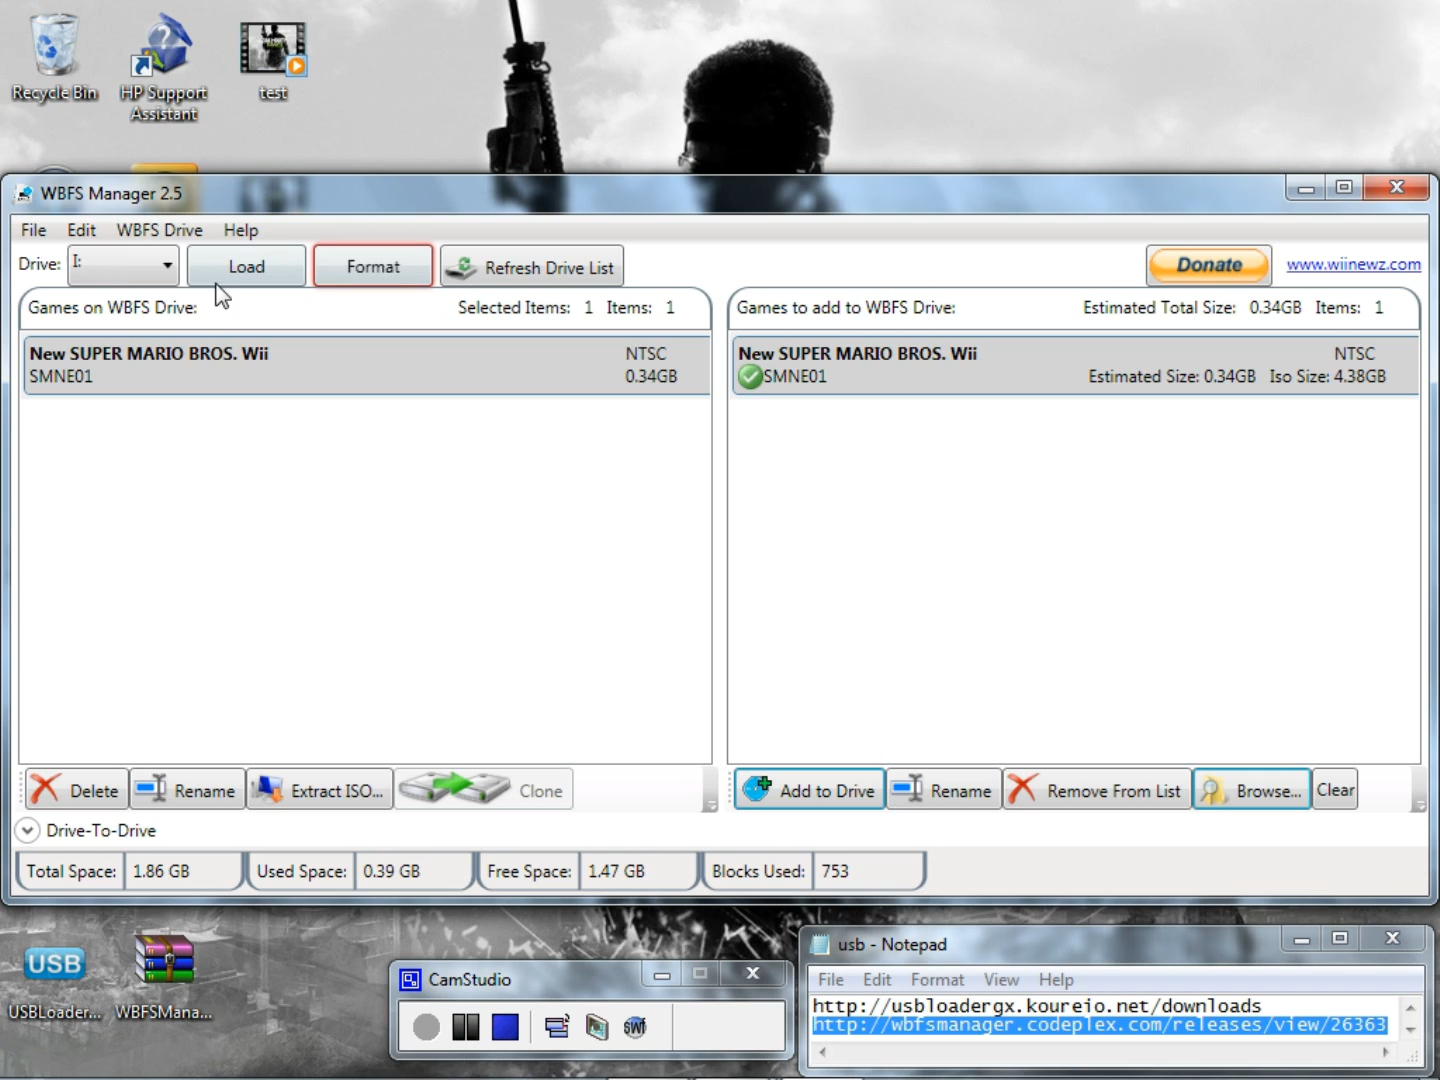 Recycle Bin
HP Support
Assistant
test
WBFS Manager 2.5
File Edit WBFS Drive Help
Drive: I: Load Format Refresh Drive List Donate www.wiinewz.com
Games on WBFS Drive: Selected Items: 1 Items: 1
New SUPER MARIO BROS. Wii NTSC
SMNE01 0.34GB
Games to add to WBFS Drive: Estimated Total Size: 0.34GB Items: 1
New SUPER MARIO BROS. Wii NTSC
SMNE01 Estimated Size: 0.34GB Iso Size: 4.38GB
Delete Rename Extract ISO... Clone
Add to Drive Rename Remove From List Browse... Clear
Drive-To-Drive
Total Space: 1.86 GB Used Space: 0.39 GB Free Space: 1.47 GB Blocks Used: 753
USB
USBLoader... WBFSMana...
CamStudio
SWF
usb - Notepad
File Edit Format View Help
http://usbloadergx.koureio.net/downloads
http://wbfsmanager.codeplex.com/releases/view/26363